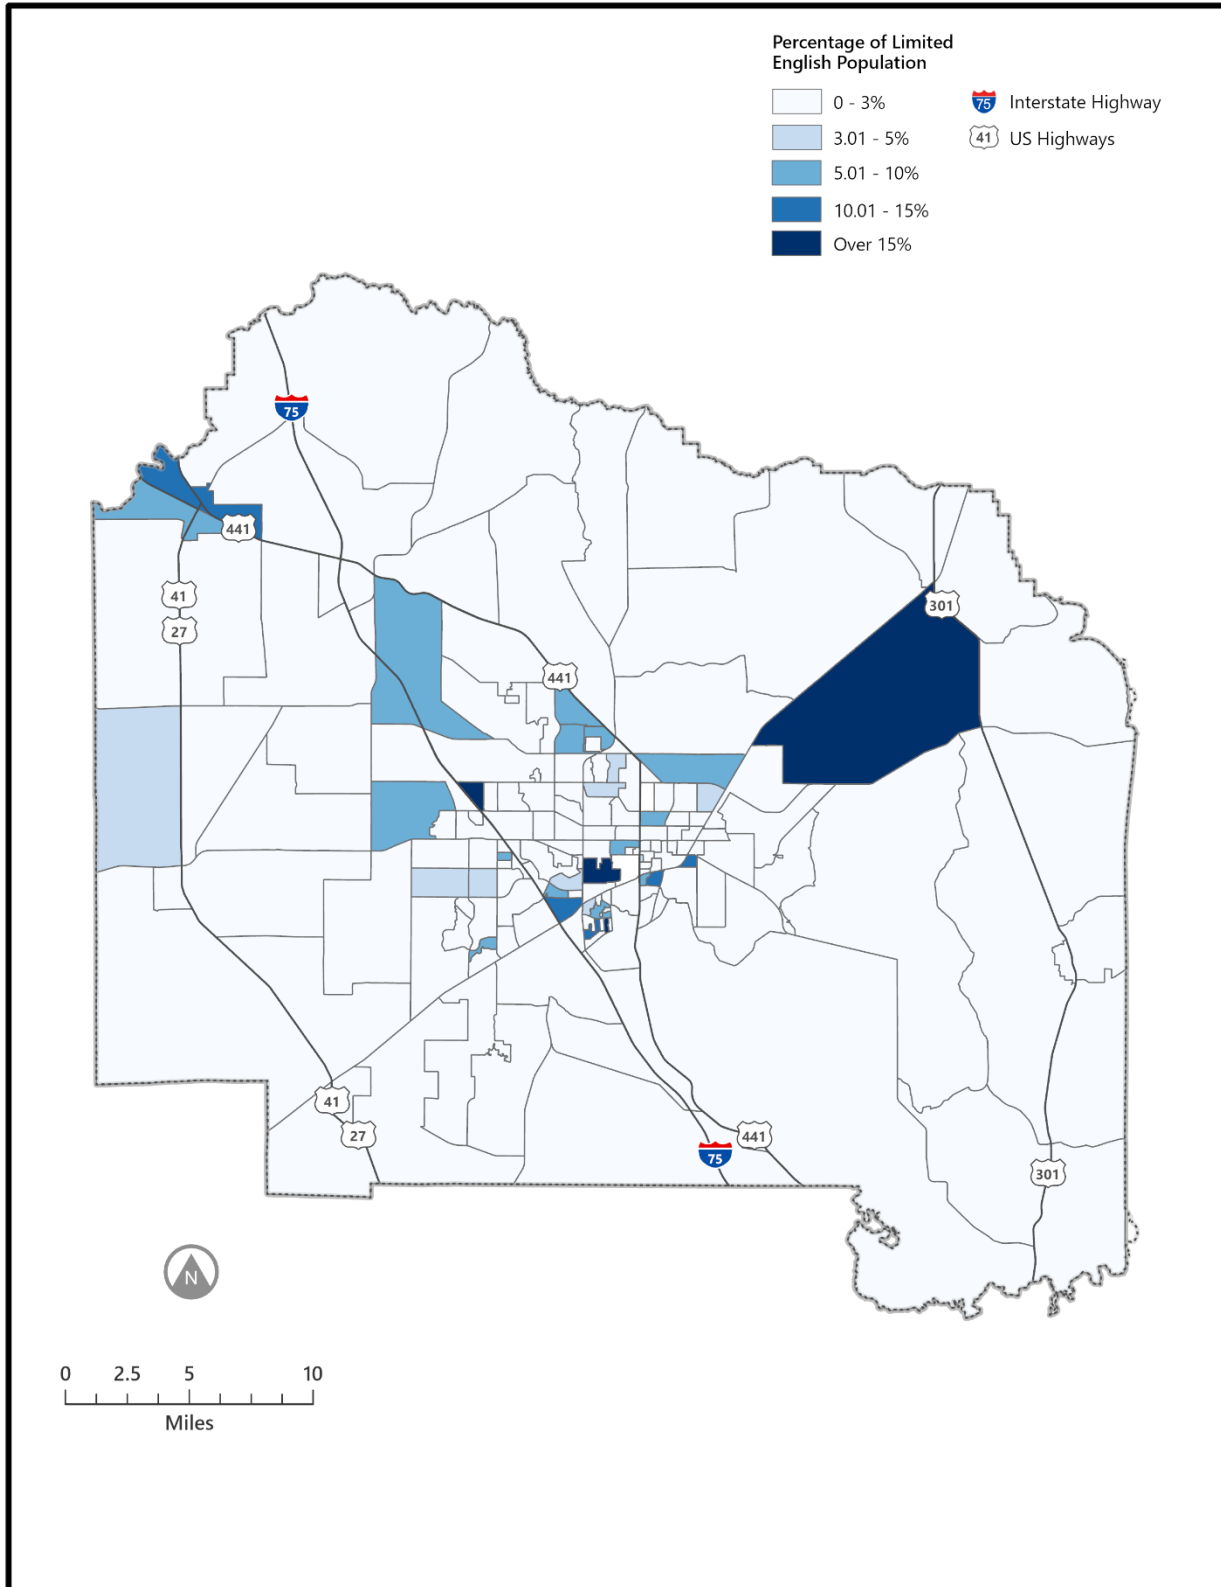 Percentage of Limited
English Population
0 - 3%
3.01 - 5%
5.01 - 10%
10.01 - 15%
Over 15%
75 Interstate Highway
41 US Highways
75
441
41
27
301
441
41
27
75
441
301
N
0 2.5 5 10
Miles